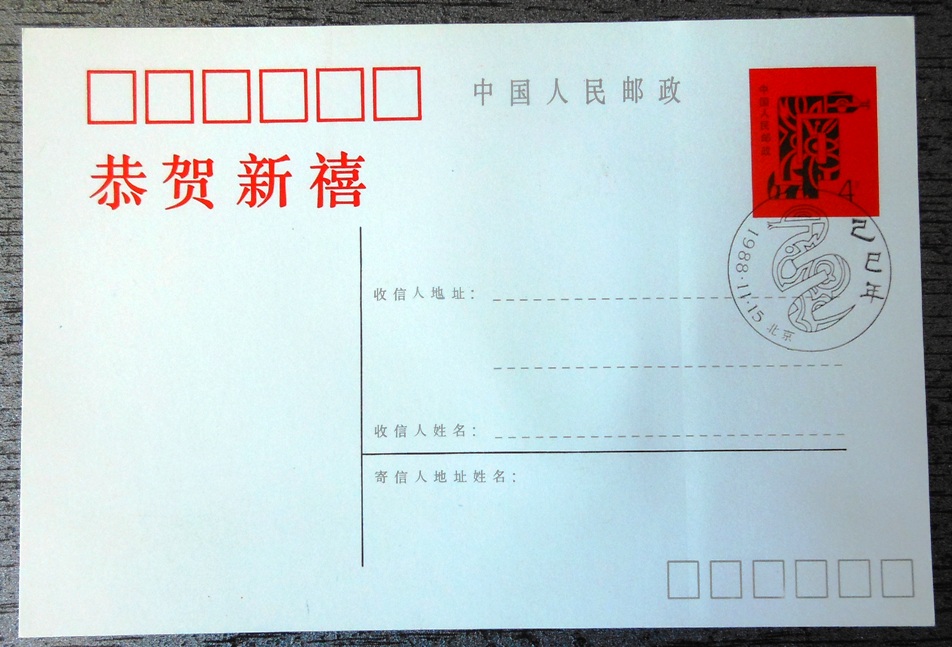 中国人民邮政
中国人民邮政
4
恭贺新禧
己巳年
1988·11·15 北京
收信人地址：
收信人姓名：
寄信人地址姓名：